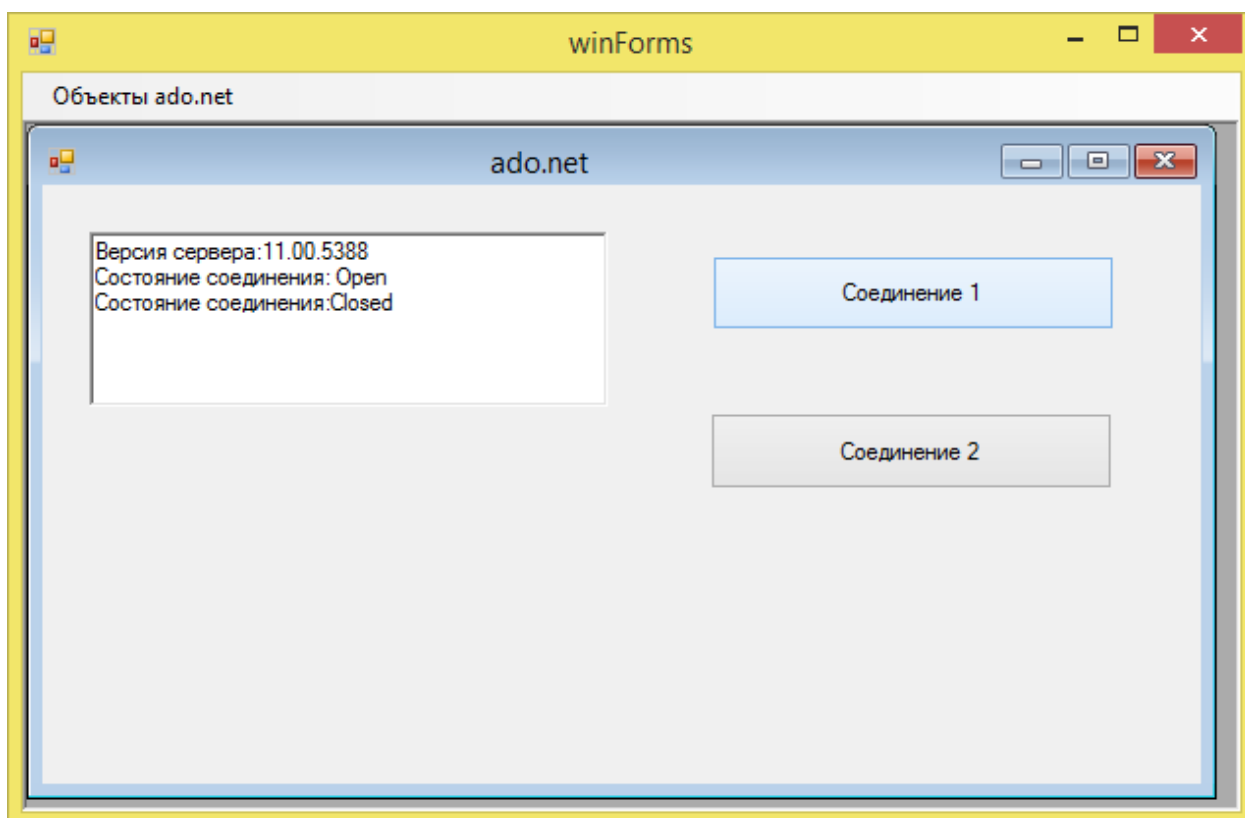 winForms
Объекты ado.net
ado.net
Версия сервера:11.00.5388
Состояние соединения: Open
Состояние соединения:Closed
Соединение 1
Соединение 2